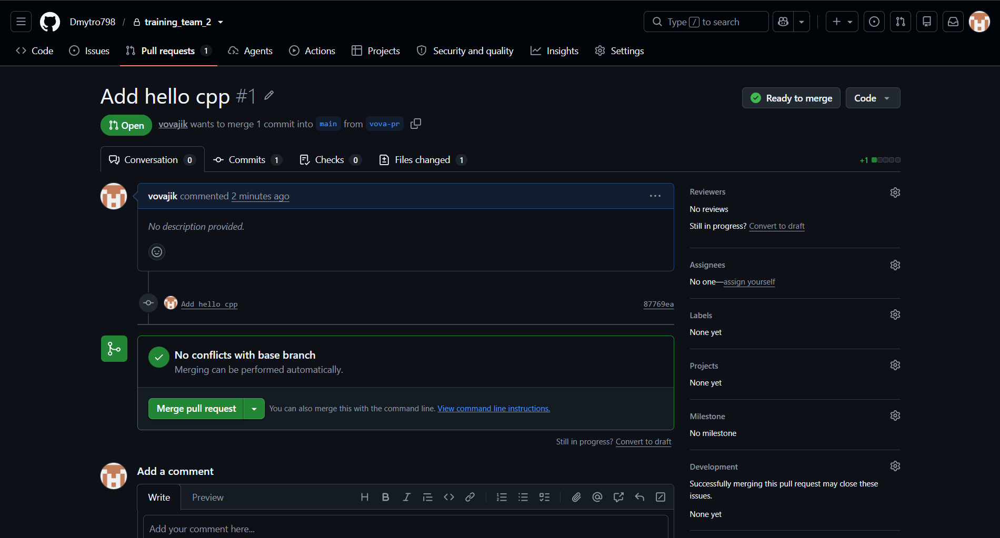 Dmytro798 / training_team_2
Type / to search
Code Issues Pull requests 1 Agents Actions Projects Security and quality Insights Settings
Add hello cpp #1
Ready to merge Code
Open vovajik wants to merge 1 commit into main from vova-pr
Conversation 0 Commits 1 Checks 0 Files changed 1 +1
vovajik commented 2 minutes ago
No description provided.
Add hello cpp 87769ea
No conflicts with base branch
Merging can be performed automatically.
Merge pull request You can also merge this with the command line. View command line instructions.
Still in progress? Convert to draft
Add a comment
Write Preview
Add your comment here...
Reviewers
No reviews
Still in progress? Convert to draft
Assignees
No one—assign yourself
Labels
None yet
Projects
None yet
Milestone
No milestone
Development
Successfully merging this pull request may close these
issues.
None yet